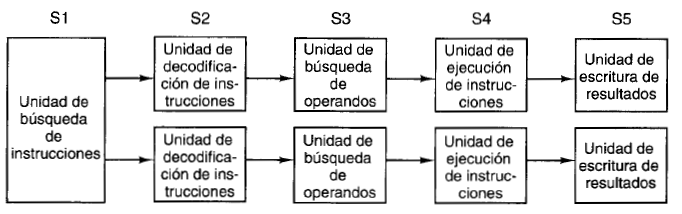 S1 S2 S3 S4 S5
Unidad de
búsqueda
de
instrucciones
Unidad de
decodifica-
ción de ins-
trucciones
Unidad de
búsqueda
de
operandos
Unidad de
ejecución
de instruc-
ciones
Unidad de
escritura de
resultados
Unidad de
decodifica-
ción de ins-
trucciones
Unidad de
búsqueda
de
operandos
Unidad de
ejecución
de instruc-
ciones
Unidad de
escritura de
resultados